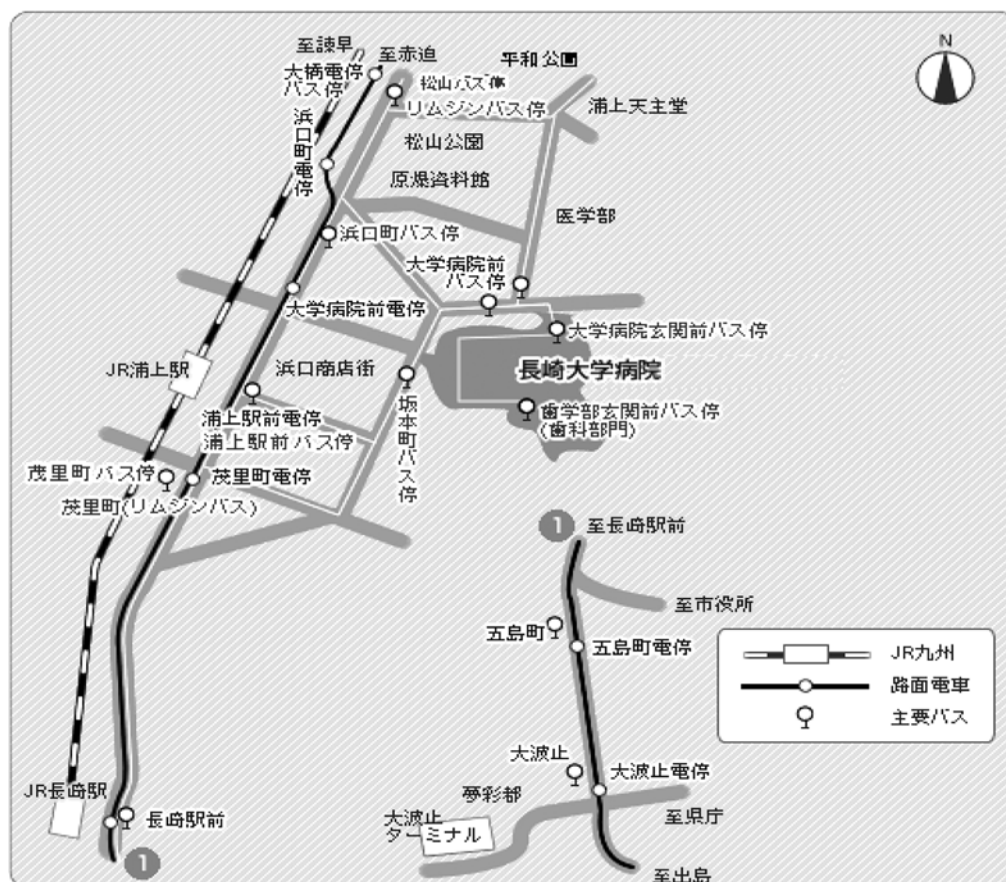 至諫早
至赤迫
平和公園
N
大橋電停
バス停
松山バス停
リムジンバス停
浦上天主堂
浜口町電停
松山公園
原爆資料館
医学部
浜口町バス停
大学病院前
バス停
大学病院前電停
大学病院玄関前バス停
JR浦上駅
浜口商店街
長崎大学病院
浦上駅前電停
浦上駅前バス停
坂本町バス停
歯学部玄関前バス停
(歯科部門)
茂里町バス停
茂里町電停
茂里町(リムジンバス)
1
至長崎駅前
至市役所
五島町
五島町電停
JR九州
路面電車
主要バス
大波止
大波止電停
夢彩都
至県庁
大波止
ターミナル
至出島
JR長崎駅
長崎駅前
1